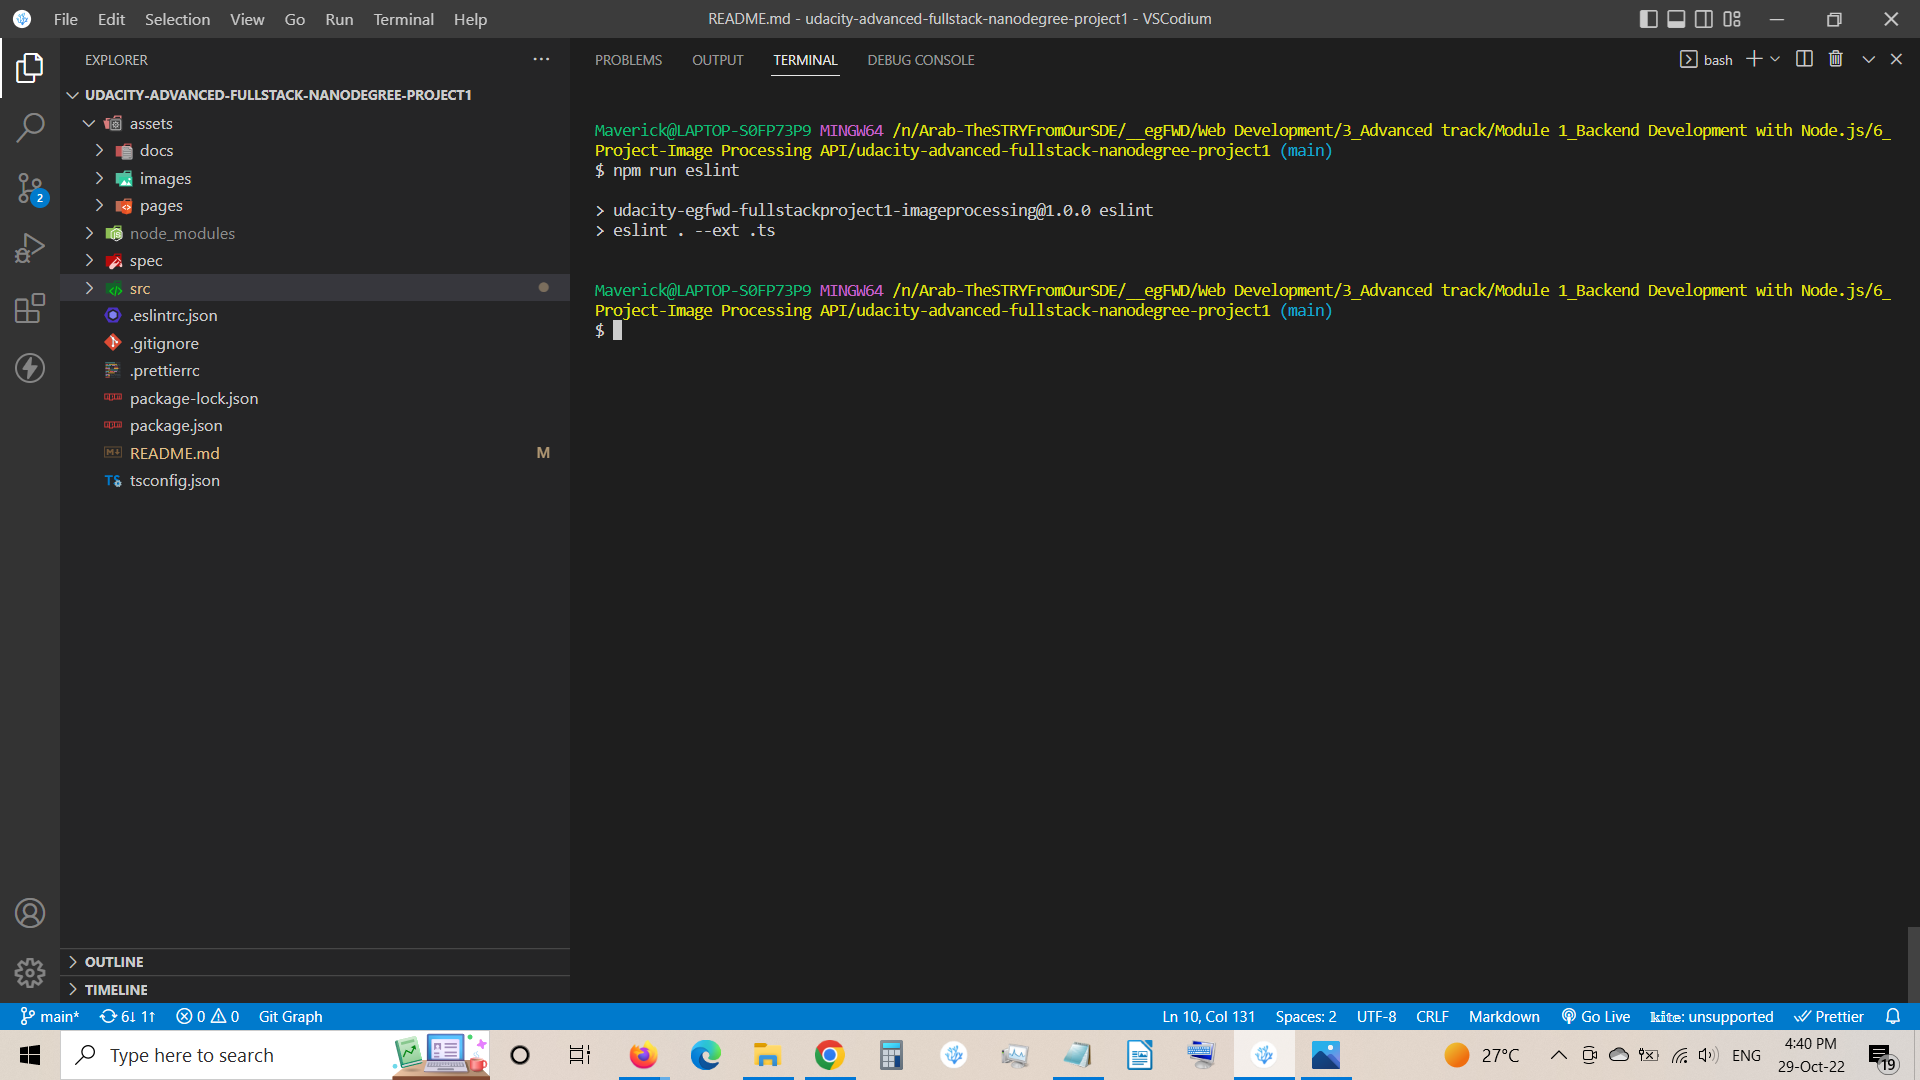 File Edit Selection View Go Run Terminal Help
README.md - udacity-advanced-fullstack-nanodegree-project1 - VSCodium
EXPLORER
UDACITY-ADVANCED-FULLSTACK-NANODEGREE-PROJECT1
assets
docs
images
pages
node_modules
spec
src
.eslintrc.json
.gitignore
.prettierrc
package-lock.json
package.json
README.md M
tsconfig.json
OUTLINE
TIMELINE
2
PROBLEMS OUTPUT TERMINAL DEBUG CONSOLE
bash
Maverick@LAPTOP-S0FP73P9 MINGW64 /n/Arab-TheSTRYFromOurSDE/__egFWD/Web Development/3_Advanced track/Module 1_Backend Development with Node.js/6_
Project-Image Processing API/udacity-advanced-fullstack-nanodegree-project1 (main)
$ npm run eslint
> udacity-egfwd-fullstackproject1-imageprocessing@1.0.0 eslint
> eslint . --ext .ts
Maverick@LAPTOP-S0FP73P9 MINGW64 /n/Arab-TheSTRYFromOurSDE/__egFWD/Web Development/3_Advanced track/Module 1_Backend Development with Node.js/6_
Project-Image Processing API/udacity-advanced-fullstack-nanodegree-project1 (main)
$
main* 6↓ 1↑ 0 0 Git Graph
Ln 10, Col 131 Spaces: 2 UTF-8 CRLF Markdown Go Live kite: unsupported Prettier
Type here to search
27°C ENG
4:40 PM
29-Oct-22
19